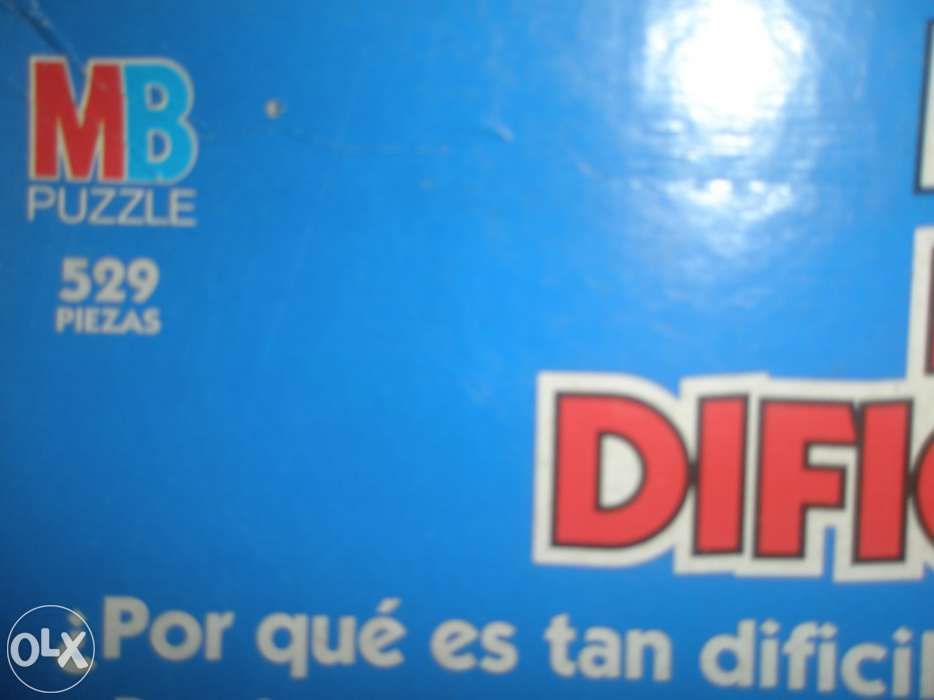 MB
PUZZLE
529
PIEZAS
DIFI
¿Por qué es tan dificil
OLX